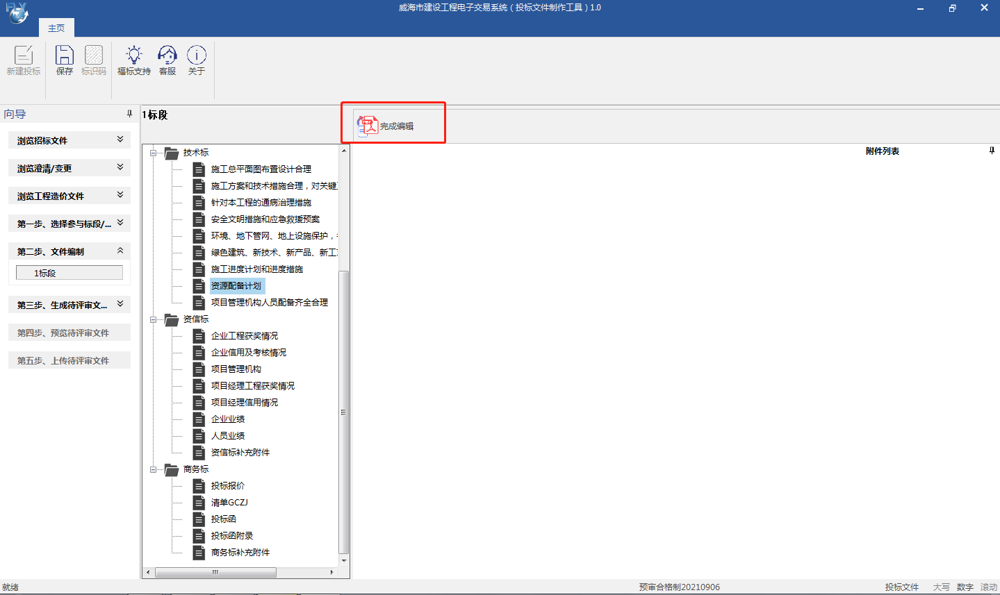 FLY
威海市建设工程电子交易系统（投标文件制作工具）1.0
主页
新建投标
保存
标识码
福标支持
客服
关于
向导
浏览招标文件
浏览澄清/变更
浏览工程造价文件
第一步、选择参与标段/...
第二步、文件编制
1标段
第三步、生成待评审文...
第四步、预览待评审文件
第五步、上传待评审文件
1标段
完成编辑
技术标
施工总平面图布置设计合理
施工方案和技术措施合理，对关键
针对本工程的通病治理措施
安全文明措施和应急救援预案
环境、地下管网、地上设施保护，
绿色建筑、新技术、新产品、新工
施工进度计划和进度措施
资源配备计划
项目管理机构人员配备齐全合理
资信标
企业工程获奖情况
企业信用及考核情况
项目管理机构
项目经理工程获奖情况
项目经理信用情况
企业业绩
人员业绩
资信标补充附件
商务标
投标报价
清单GCZJ
投标函
投标函附录
商务标补充附件
附件列表
就绪
预审合格制20210906
投标文件
大写
数字
滚动